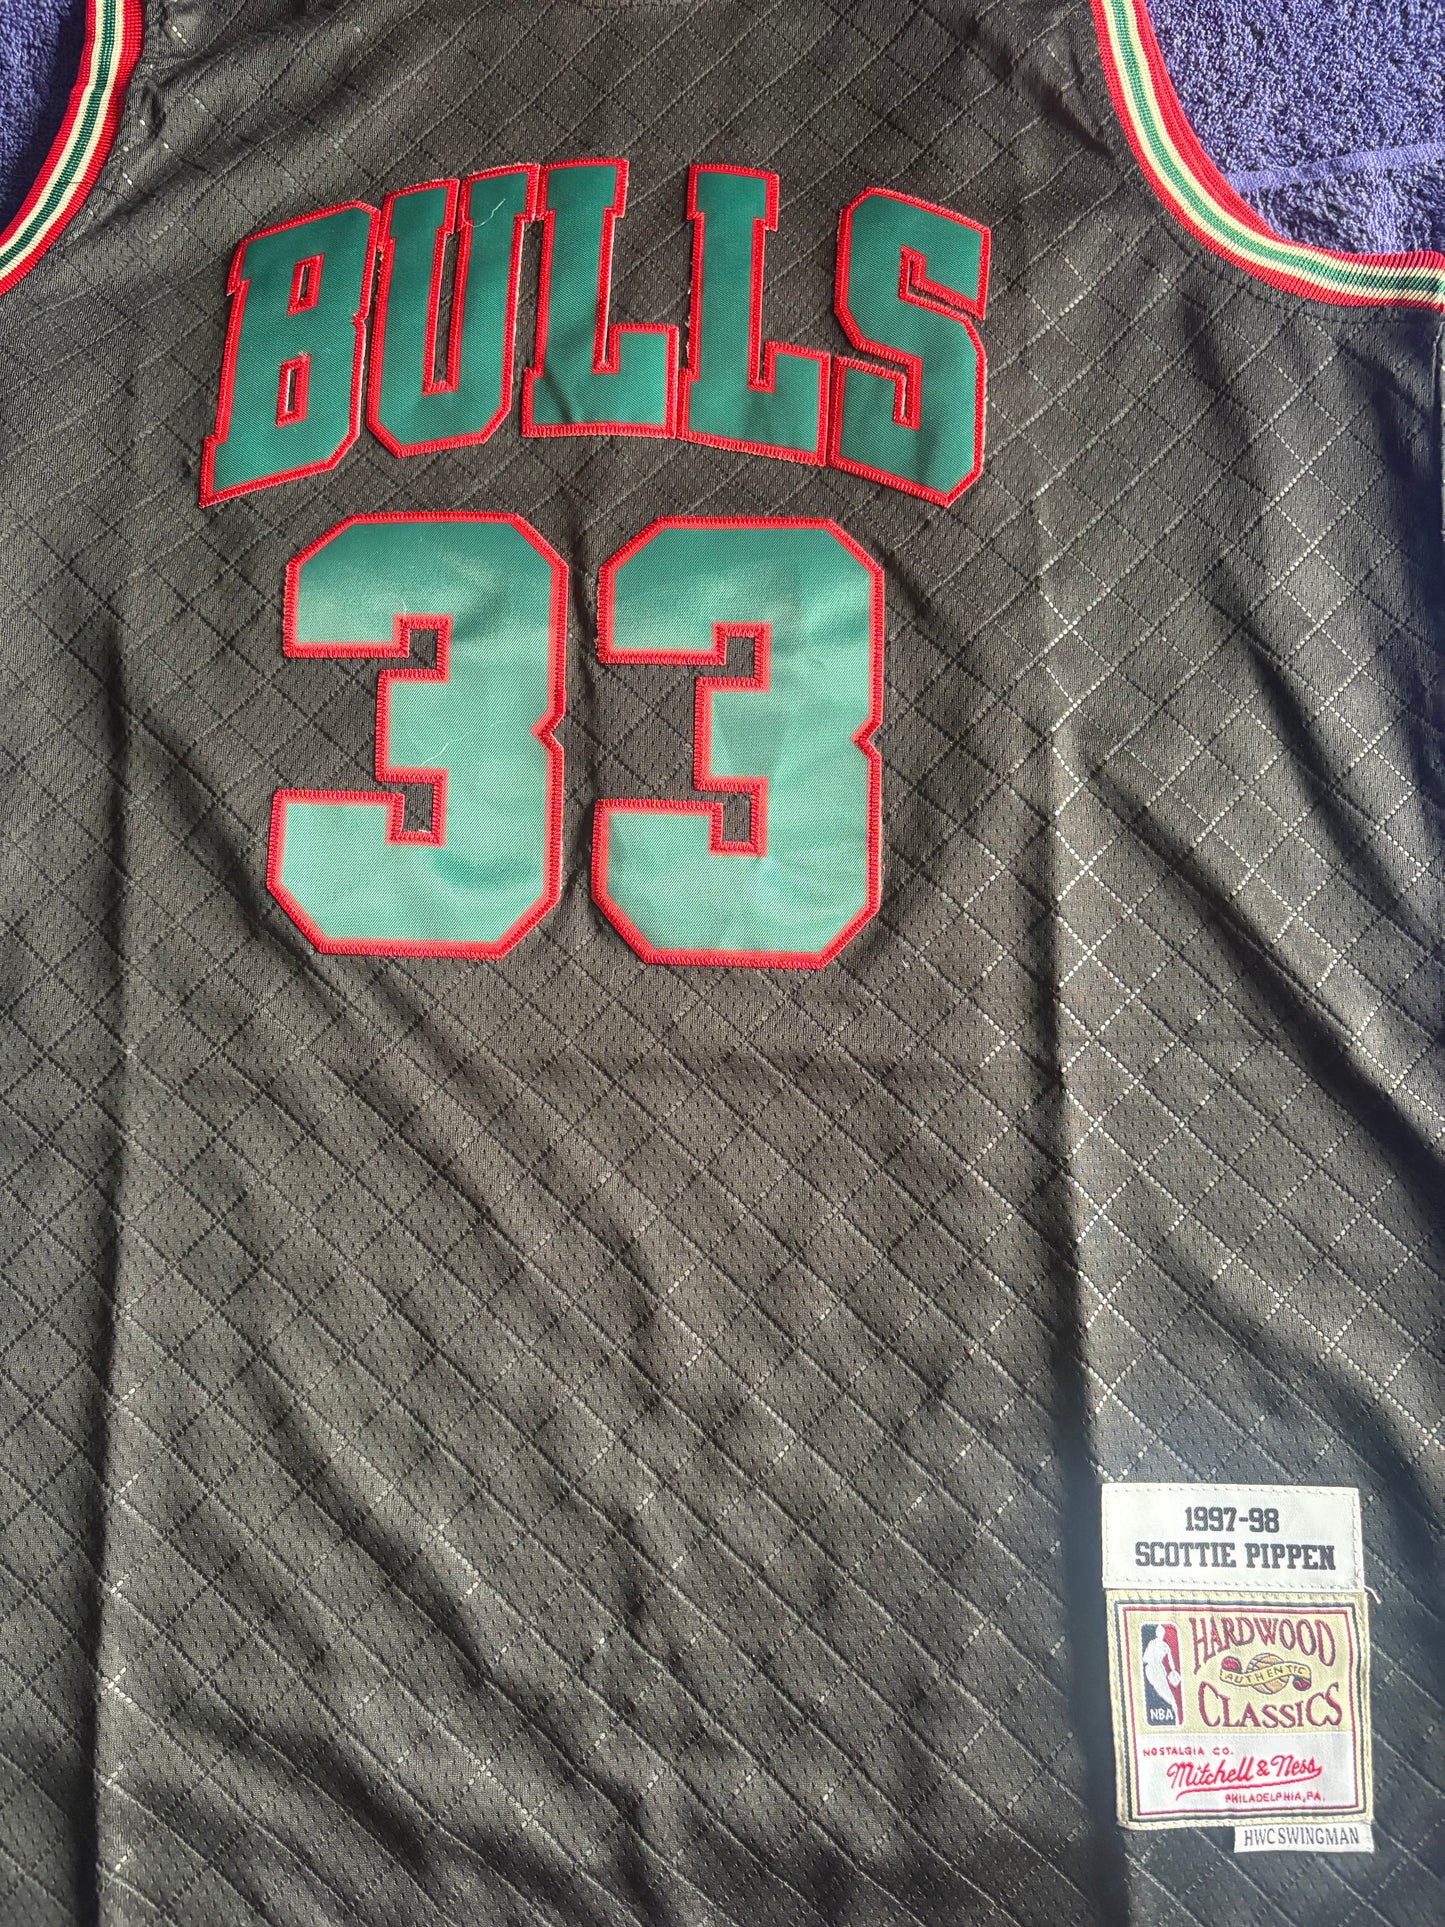 BULLS
33
1997-98
SCOTTIE PIPPEN
HARDWOOD
AUTHENTIC
CLASSICS
NBA
NOSTALGIA CO.
Mitchell & Ness
PHILADELPHIA, PA.
HWC SWINGMAN